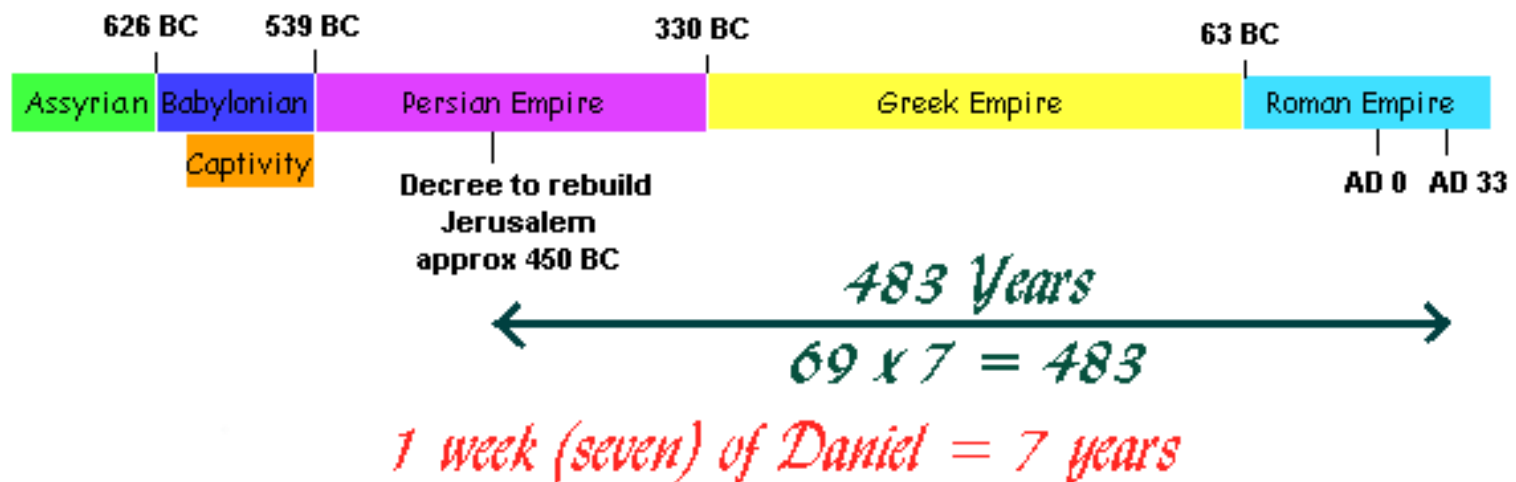 626 BC 539 BC 330 BC 63 BC
Assyrian Babylonian Persian Empire Greek Empire Roman Empire
Captivity
Decree to rebuild
Jerusalem
approx 450 BC
AD 0 AD 33
483 Years
69 x 7 = 483
1 week (seven) of Daniel = 7 years